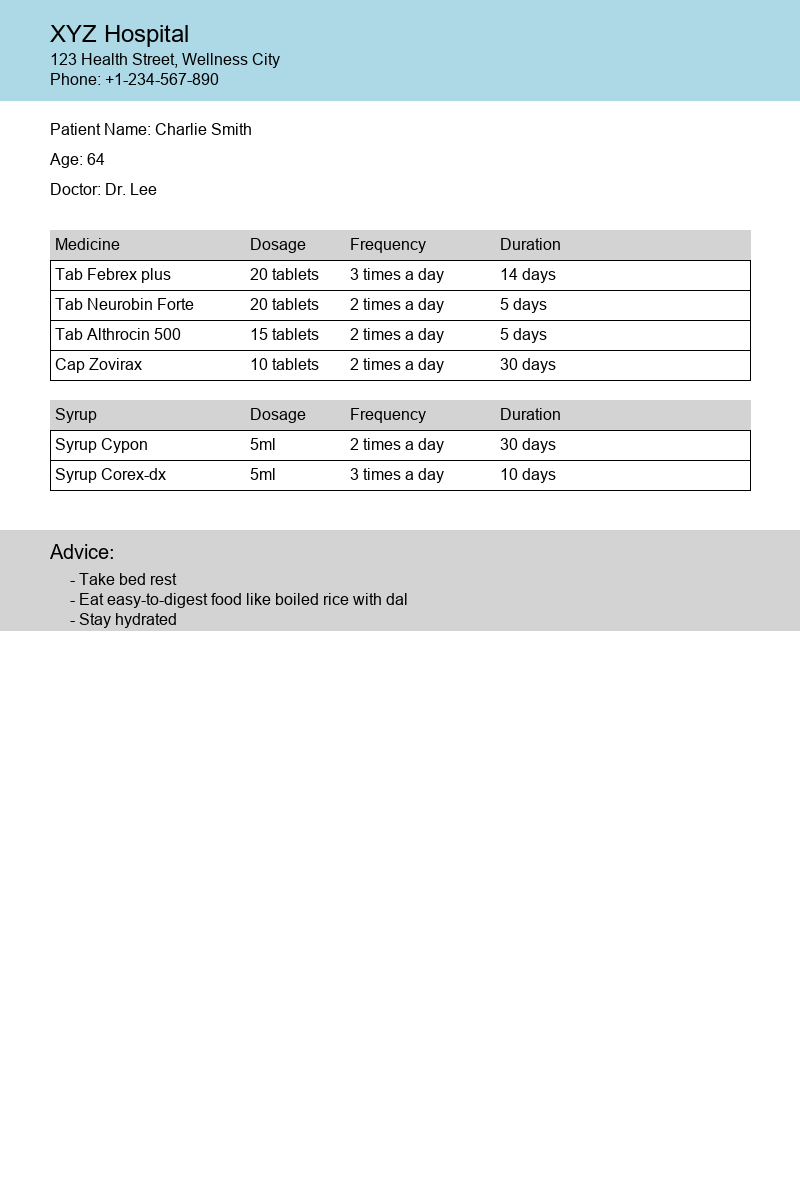 XYZ Hospital
123 Health Street, Wellness City
Phone: +1-234-567-890
Patient Name: Charlie Smith
Age: 64
Doctor: Dr. Lee
Medicine Dosage Frequency Duration
Tab Febrex plus 20 tablets 3 times a day 14 days
Tab Neurobin Forte 20 tablets 2 times a day 5 days
Tab Althrocin 500 15 tablets 2 times a day 5 days
Cap Zovirax 10 tablets 2 times a day 30 days
Syrup Dosage Frequency Duration
Syrup Cypon 5ml 2 times a day 30 days
Syrup Corex-dx 5ml 3 times a day 10 days
Advice:
- Take bed rest
- Eat easy-to-digest food like boiled rice with dal
- Stay hydrated